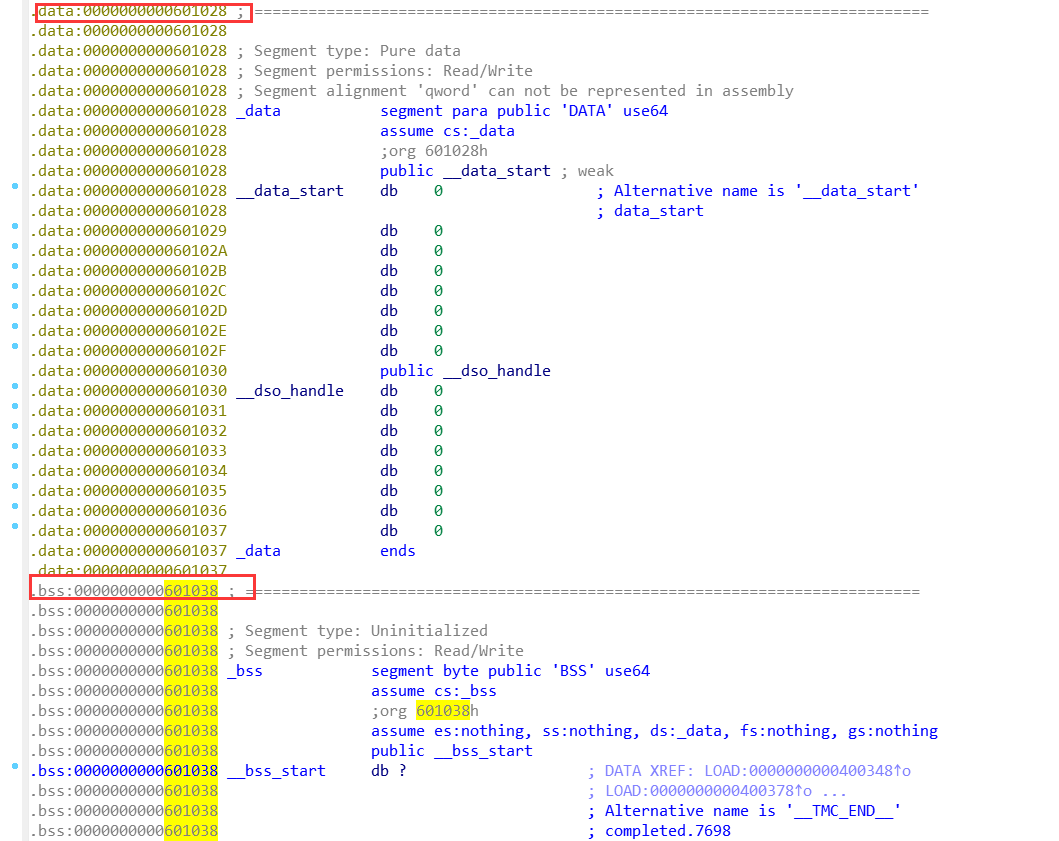 .data:0000000000601028 ; ===========================================================================
.data:0000000000601028
.data:0000000000601028 ; Segment type: Pure data
.data:0000000000601028 ; Segment permissions: Read/Write
.data:0000000000601028 ; Segment alignment 'qword' can not be represented in assembly
.data:0000000000601028 _data segment para public 'DATA' use64
.data:0000000000601028 assume cs:_data
.data:0000000000601028 ;org 601028h
.data:0000000000601028 public __data_start ; weak
.data:0000000000601028 __data_start db 0 ; Alternative name is '__data_start'
.data:0000000000601028 ; data_start
.data:0000000000601029 db 0
.data:000000000060102A db 0
.data:000000000060102B db 0
.data:000000000060102C db 0
.data:000000000060102D db 0
.data:000000000060102E db 0
.data:000000000060102F db 0
.data:0000000000601030 public __dso_handle
.data:0000000000601030 __dso_handle db 0
.data:0000000000601031 db 0
.data:0000000000601032 db 0
.data:0000000000601033 db 0
.data:0000000000601034 db 0
.data:0000000000601035 db 0
.data:0000000000601036 db 0
.data:0000000000601037 db 0
.data:0000000000601037 _data ends
.data:0000000000601037
.bss:0000000000601038 ; ===========================================================================
.bss:0000000000601038
.bss:0000000000601038 ; Segment type: Uninitialized
.bss:0000000000601038 ; Segment permissions: Read/Write
.bss:0000000000601038 _bss segment byte public 'BSS' use64
.bss:0000000000601038 assume cs:_bss
.bss:0000000000601038 ;org 601038h
.bss:0000000000601038 assume es:nothing, ss:nothing, ds:_data, fs:nothing, gs:nothing
.bss:0000000000601038 public __bss_start
.bss:0000000000601038 __bss_start db ? ; DATA XREF: LOAD:0000000000400348↑o
.bss:0000000000601038 ; LOAD:0000000000400378↑o ...
.bss:0000000000601038 ; Alternative name is '__TMC_END__'
.bss:0000000000601038 ; completed.7698